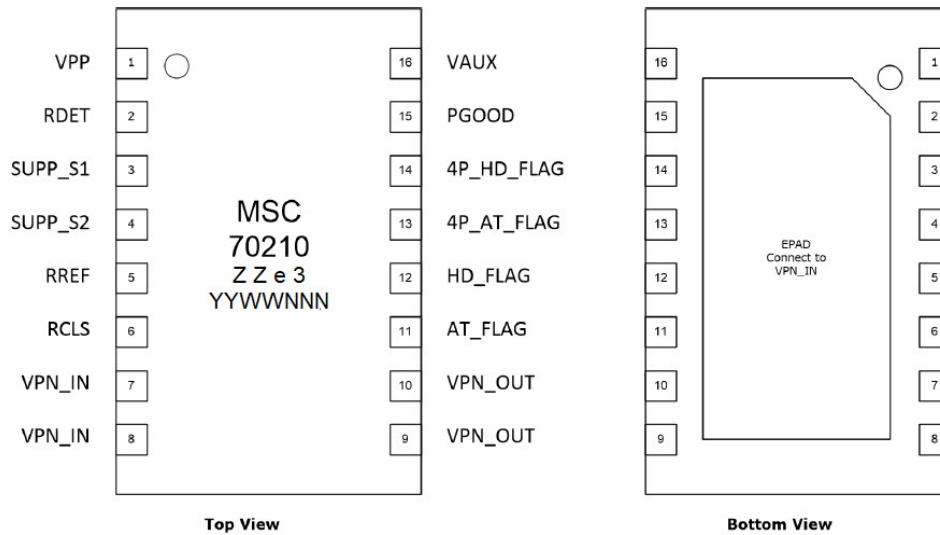 VPP 1 16 VAUX
RDET 2 15 PGOOD
SUPP_S1 3 14 4P_HD_FLAG
SUPP_S2 4 13 4P_AT_FLAG
RREF 5 12 HD_FLAG
RCLS 6 11 AT_FLAG
VPN_IN 7 10 VPN_OUT
VPN_IN 8 9 VPN_OUT
MSC
70210
Z Z e 3
YYWWNNN
Top View
16 1
15 2
14 3
13 4
12 5
11 6
10 7
9 8
EPAD
Connect to
VPN_IN
Bottom View